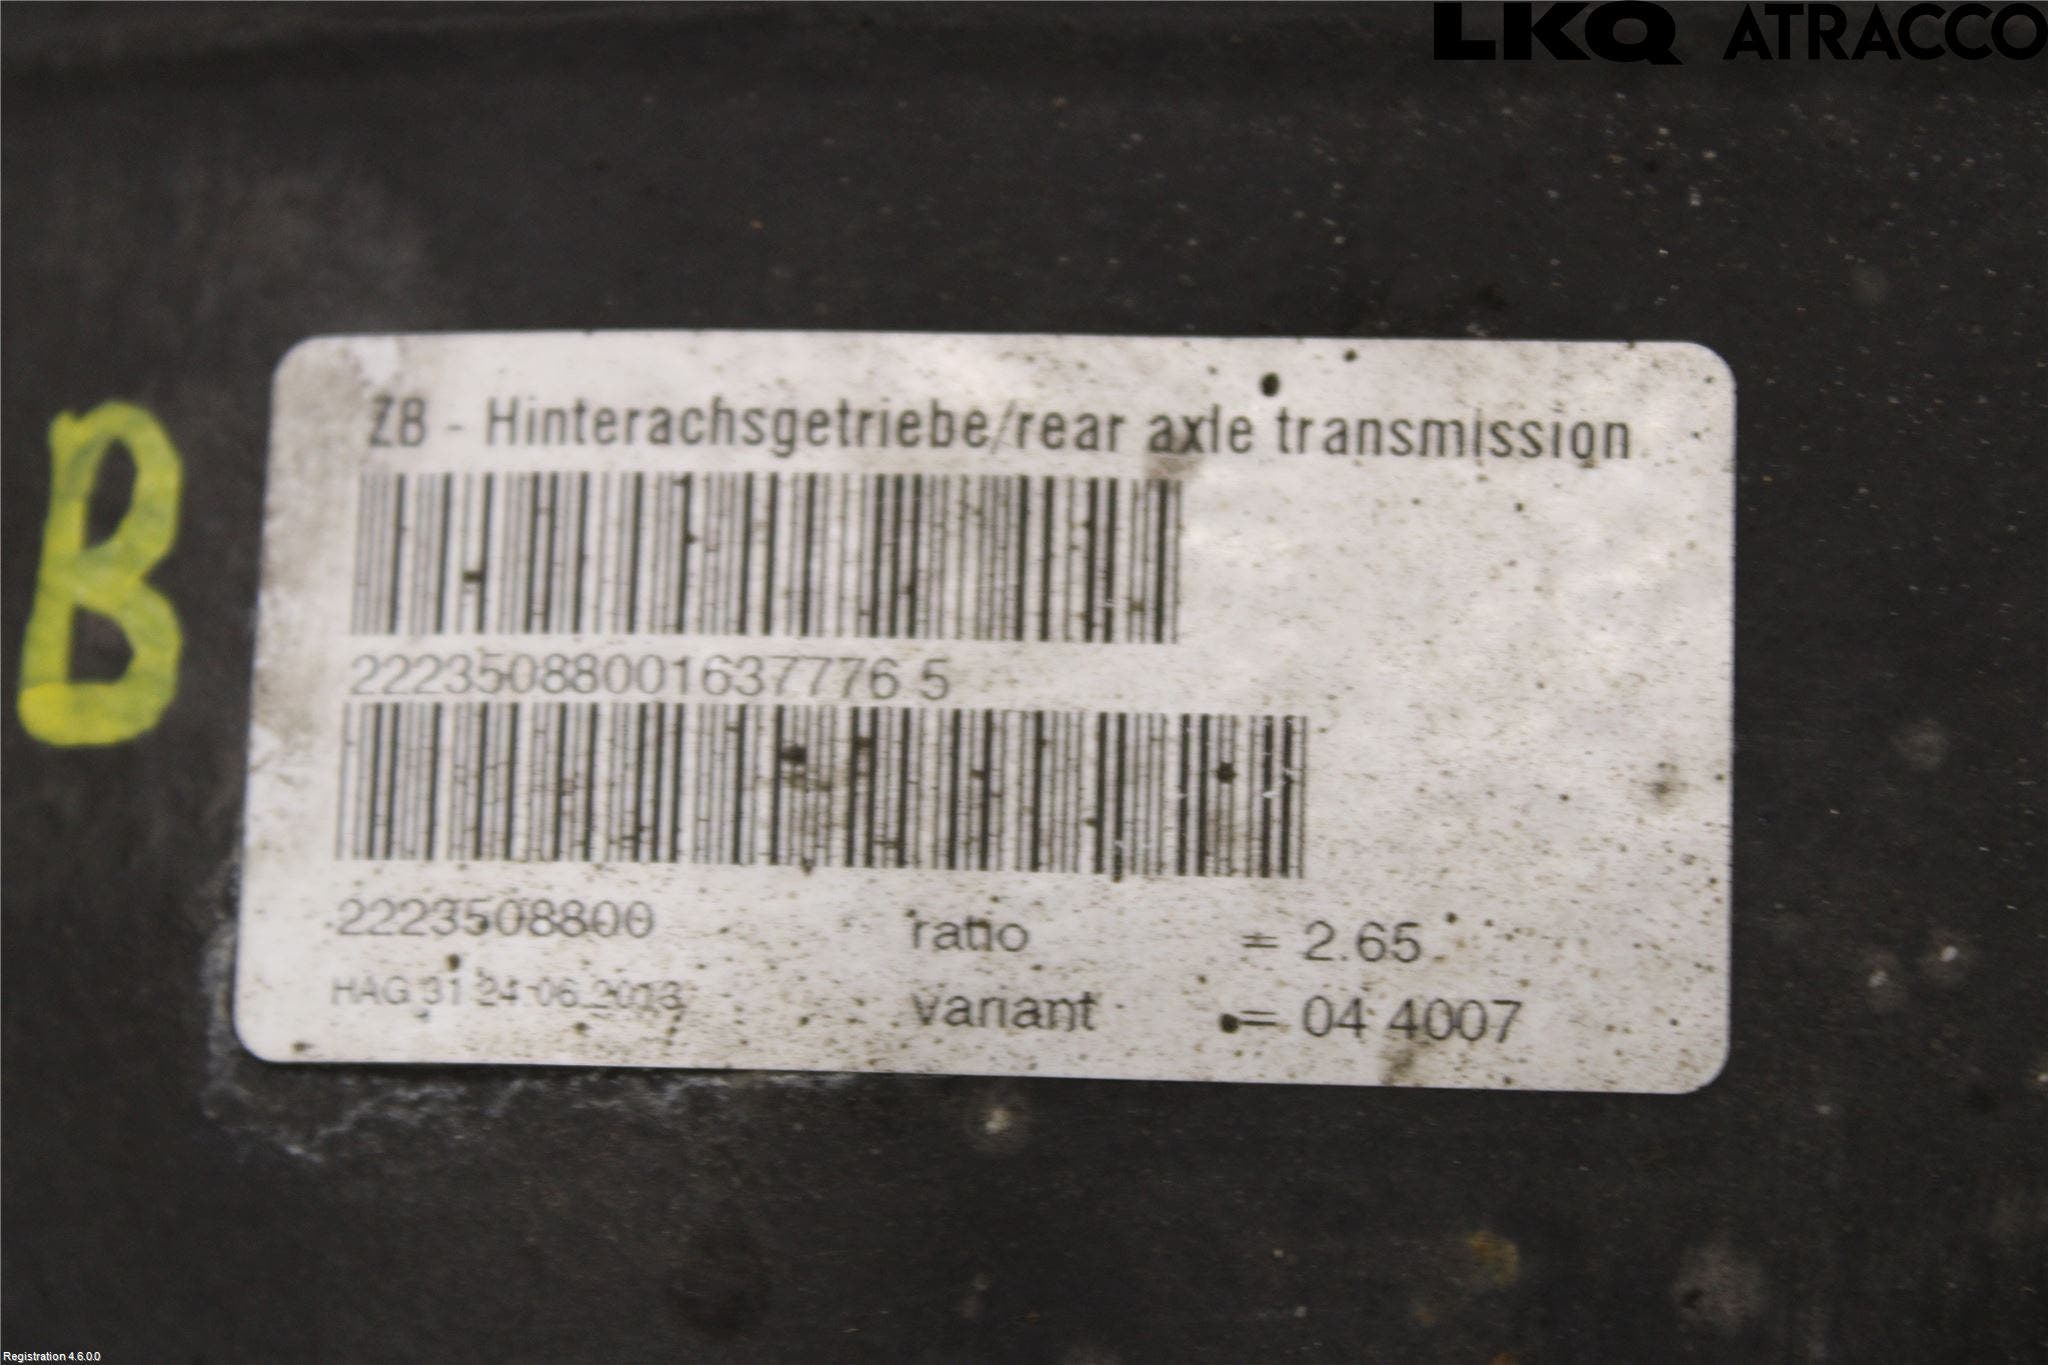 LKQ ATRACCO
B
ZB - Hinterachsgetriebe/rear axle transmission
22235088001637776 5
2223508800
ratio = 2.65
HAG 31 24.06.2013
variant = 04 4007
Registration 4.6.0.0